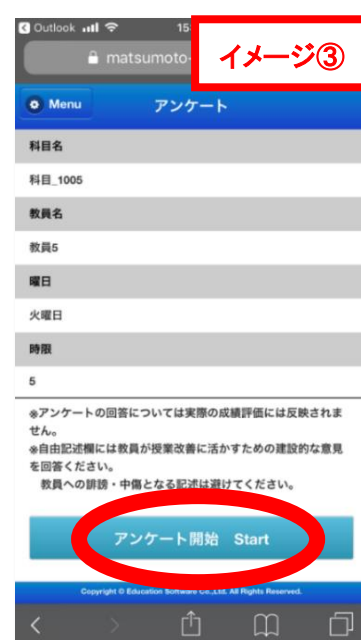 Outlook 15
イメージ③
matsumoto-
Menu アンケート
科目名
科目_1005
教員名
教員5
曜日
火曜日
時限
5
※アンケートの回答については実際の成績評価には反映されま
せん。
※自由記述欄には教員が授業改善に活かすための建設的な意見
を回答ください。
教員への誹謗・中傷となる記述は避けてください。
アンケート開始 Start
Copyright © Education Software Co.,Ltd. All Rights Reserved.